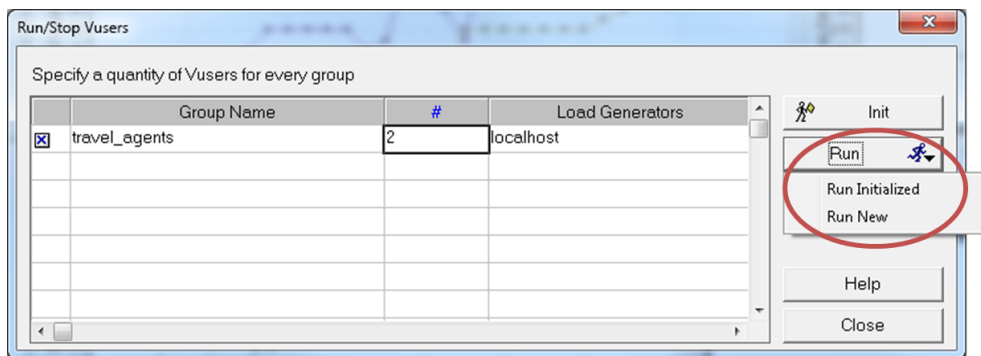 Run/Stop Vusers
Specify a quantity of Vusers for every group
Group Name # Load Generators
travel_agents 2 localhost
Init
Run
Run Initialized
Run New
Help
Close